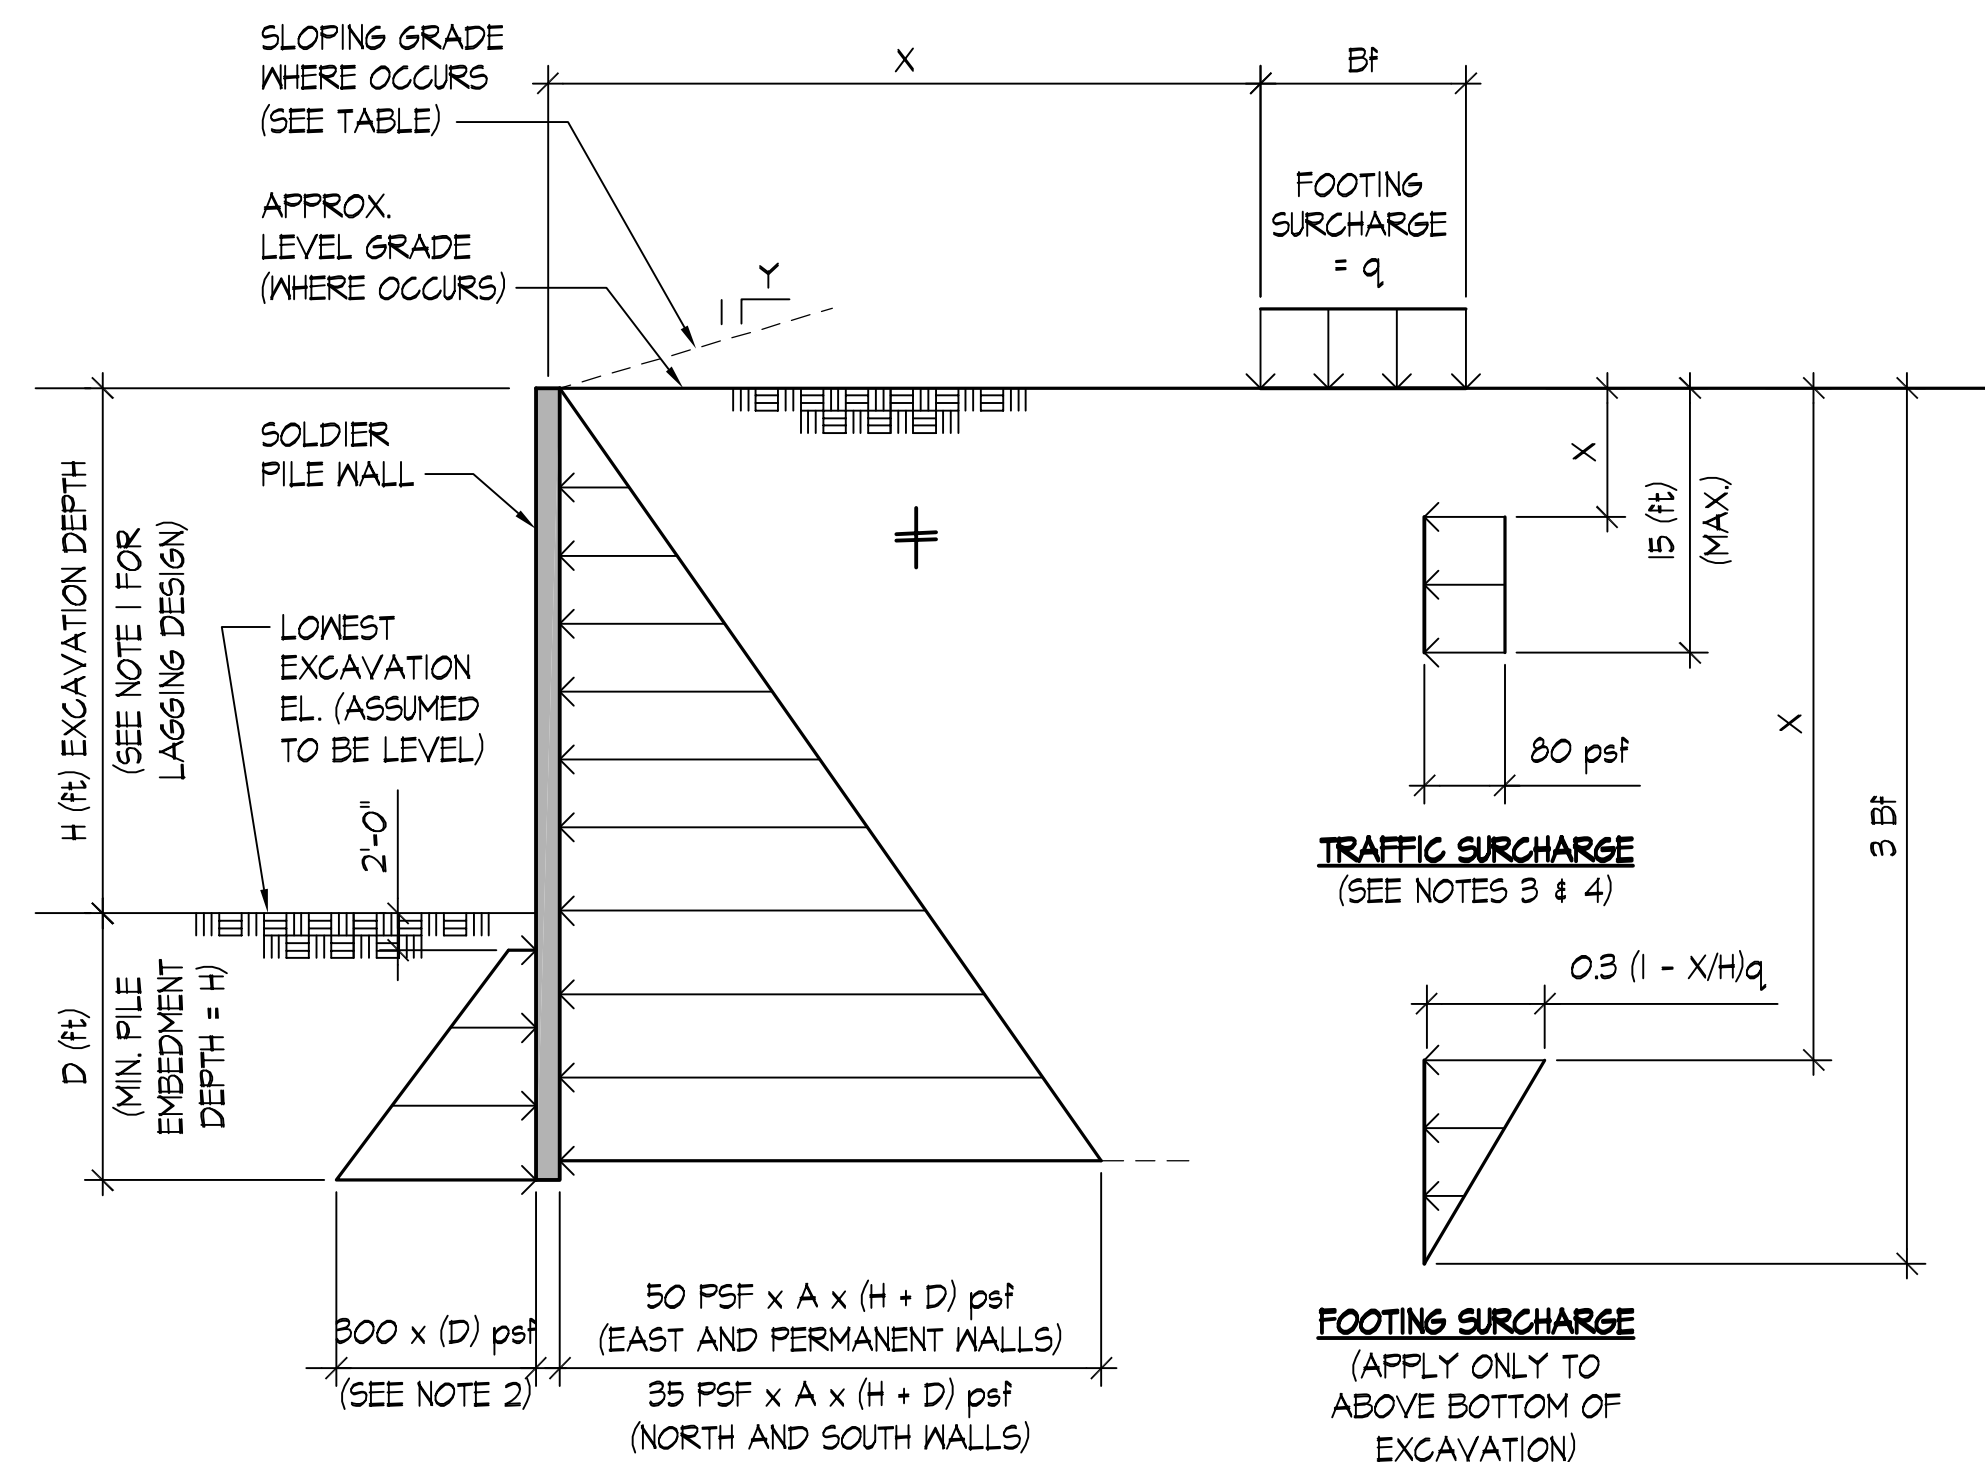 SLOPING GRADE
WHERE OCCURS
(SEE TABLE)
APPROX.
LEVEL GRADE
(WHERE OCCURS)
X
Bf
FOOTING
SURCHARGE
= q
Y
1
SOLDIER
PILE WALL
H (ft) EXCAVATION DEPTH
(SEE NOTE 1 FOR
LAGGING DESIGN)
LOWEST
EXCAVATION
EL. (ASSUMED
TO BE LEVEL)
2'-0"
D (ft)
(MIN. PILE
EMBEDMENT
DEPTH = H)
X
15 (ft)
(MAX.)
X
3 Bf
80 psf
TRAFFIC SURCHARGE
(SEE NOTES 3 & 4)
0.3 (1 - X/H)q
300 x (D) psf
(SEE NOTE 2)
50 PSF x A x (H + D) psf
(EAST AND PERMANENT WALLS)
35 PSF x A x (H + D) psf
(NORTH AND SOUTH WALLS)
FOOTING SURCHARGE
(APPLY ONLY TO
ABOVE BOTTOM OF
EXCAVATION)